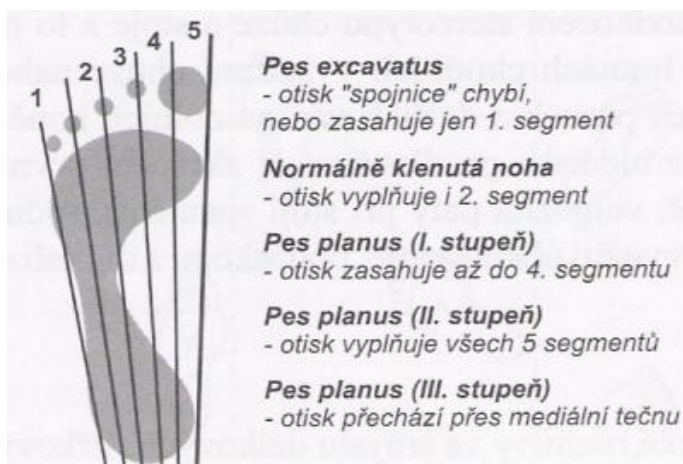 1 2 3 4 5
Pes excavatus
- otisk "spojnice" chybí,
nebo zasahuje jen 1. segment
Normálně klenutá noha
- otisk vyplňuje i 2. segment
Pes planus (I. stupeň)
- otisk zasahuje až do 4. segmentu
Pes planus (II. stupeň)
- otisk vyplňuje všech 5 segmentů
Pes planus (III. stupeň)
- otisk přechází přes mediální tečnu